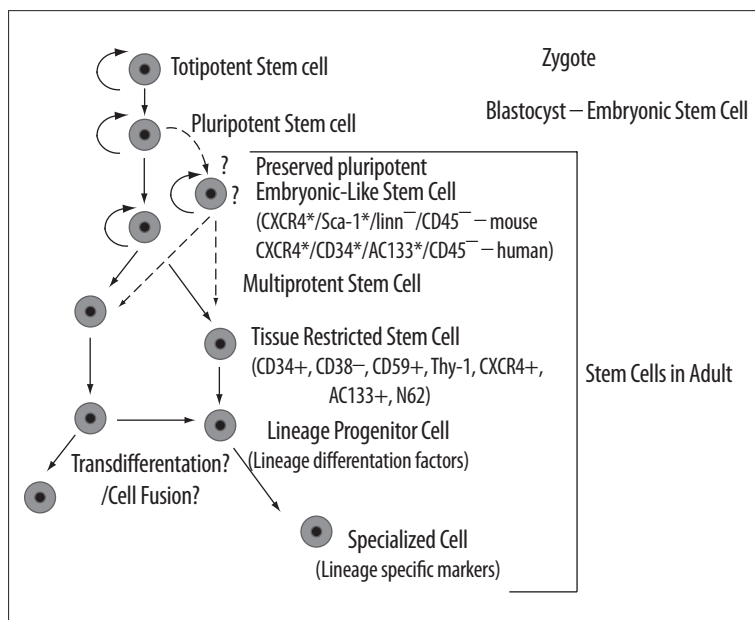 Totipotent Stem cell
Zygote
Blastocyst – Embryonic Stem Cell
Pluripotent Stem cell
?
Preserved pluripotent
?
Embryonic-Like Stem Cell
(CXCR4*/Sca-1*/linn⁻/CD45⁻ – mouse
CXCR4*/CD34*/AC133*/CD45⁻ – human)
Multiprotent Stem Cell
Tissue Restricted Stem Cell
(CD34+, CD38–, CD59+, Thy-1, CXCR4+,
AC133+, N62)
Stem Cells in Adult
Lineage Progenitor Cell
(Lineage differentation factors)
Transdifferentation?
/Cell Fusion?
Specialized Cell
(Lineage specific markers)